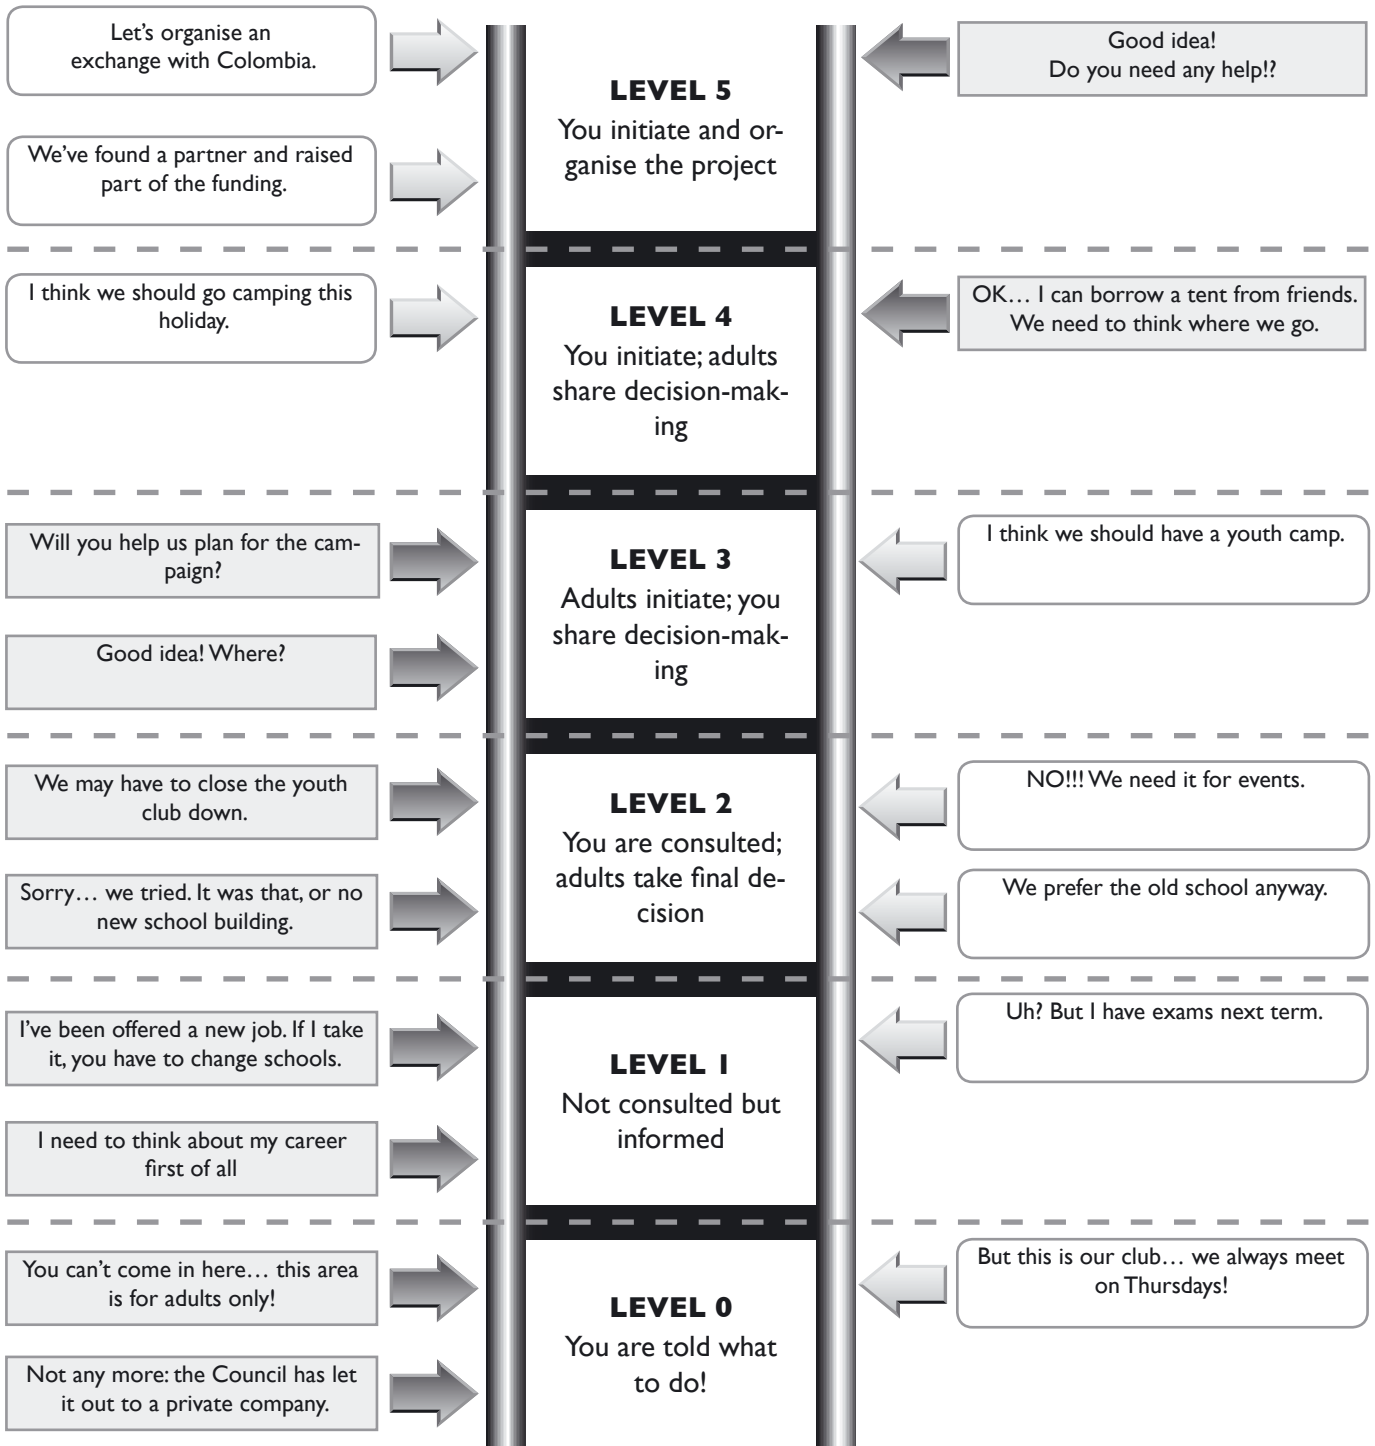 Let's organise an
exchange with Colombia.
Good idea!
Do you need any help!?
LEVEL 5
You initiate and or-
ganise the project
We've found a partner and raised
part of the funding.
I think we should go camping this
holiday.
OK… I can borrow a tent from friends.
We need to think where we go.
LEVEL 4
You initiate; adults
share decision-mak-
ing
Will you help us plan for the cam-
paign?
I think we should have a youth camp.
LEVEL 3
Adults initiate; you
share decision-mak-
ing
Good idea! Where?
We may have to close the youth
club down.
NO!!! We need it for events.
LEVEL 2
You are consulted;
adults take final de-
cision
Sorry… we tried. It was that, or no
new school building.
We prefer the old school anyway.
I've been offered a new job. If I take
it, you have to change schools.
Uh? But I have exams next term.
LEVEL 1
Not consulted but
informed
I need to think about my career
first of all
You can't come in here… this area
is for adults only!
But this is our club… we always meet
on Thursdays!
LEVEL 0
You are told what
to do!
Not any more: the Council has let
it out to a private company.